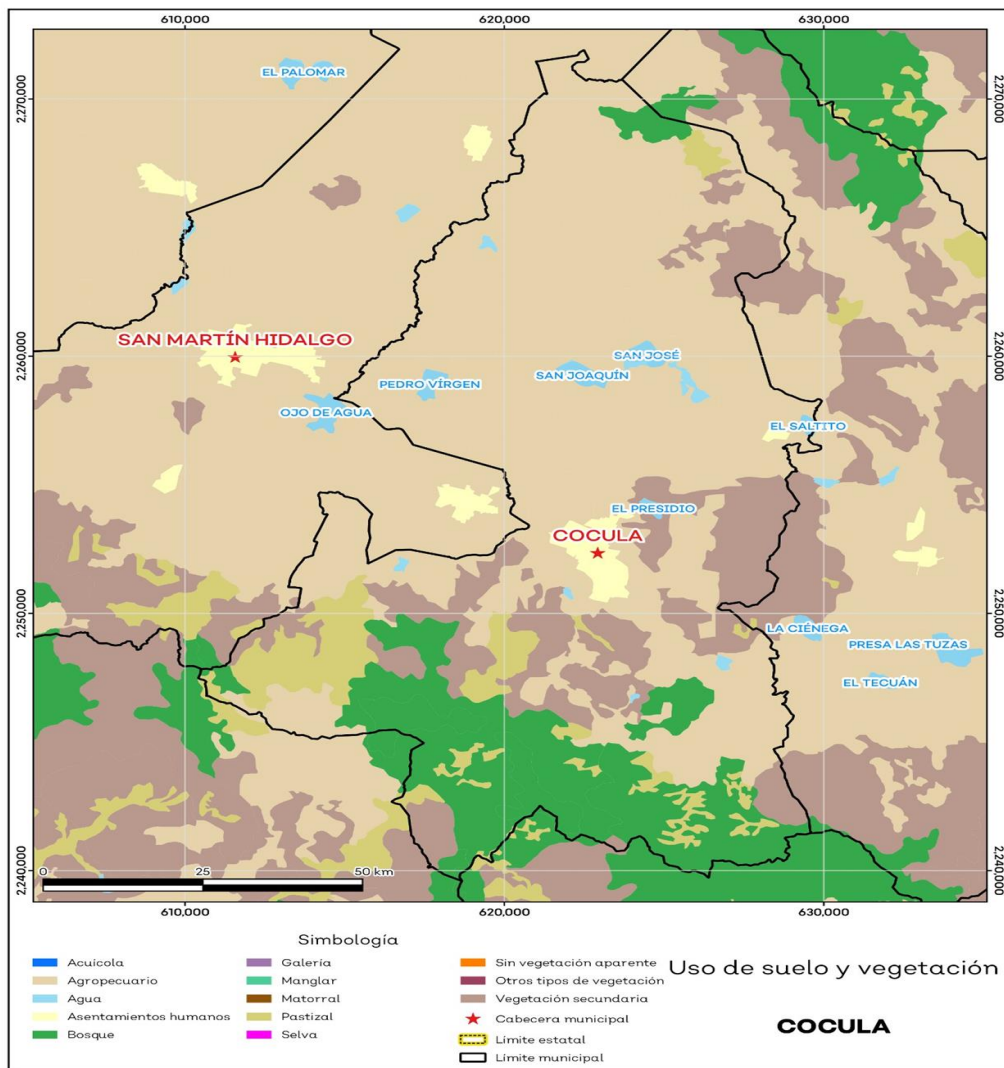 610,000 620,000 630,000
2,270,000 2,270,000
EL PALOMAR
SAN MARTÍN HIDALGO
2,260,000 2,260,000
SAN JOSÉ
SAN JOAQUÍN
PEDRO VÍRGEN
OJO DE AGUA
EL SALTITO
EL PRESIDIO
COCULA
2,250,000 2,250,000
LA CIÉNEGA
PRESA LAS TUZAS
EL TECUÁN
2,240,000 2,240,000
0 25 50 km
610,000 620,000 630,000
Simbología
Acuícola
Agropecuario
Agua
Asentamientos humanos
Bosque
Galería
Manglar
Matorral
Pastizal
Selva
Sin vegetación aparente
Otros tipos de vegetación
Vegetación secundaria
Cabecera municipal
Límite estatal
Límite municipal
Uso de suelo y vegetación
COCULA